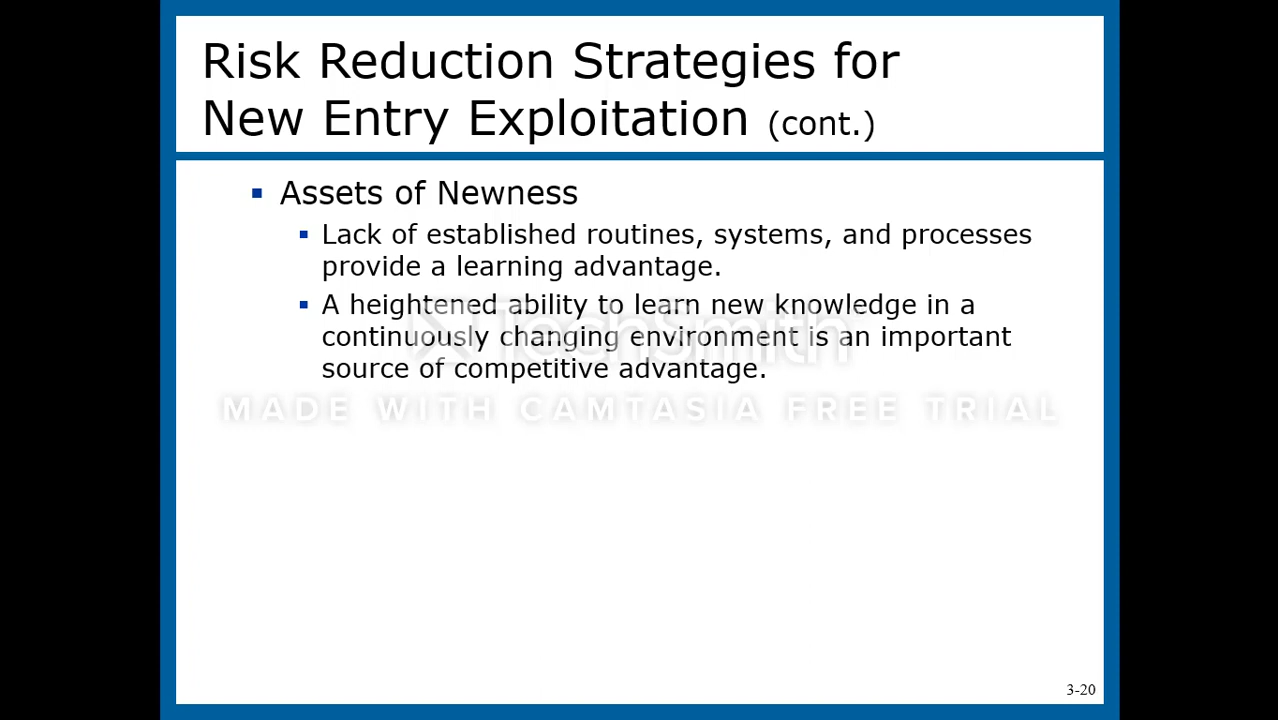 Risk Reduction Strategies for
New Entry Exploitation (cont.)
▪ Assets of Newness
▪ Lack of established routines, systems, and processes
provide a learning advantage.
▪ A heightened ability to learn new knowledge in a
continuously changing environment is an important
source of competitive advantage.
TechSmith
MADE WITH CAMTASIA FREE TRIAL
3-20